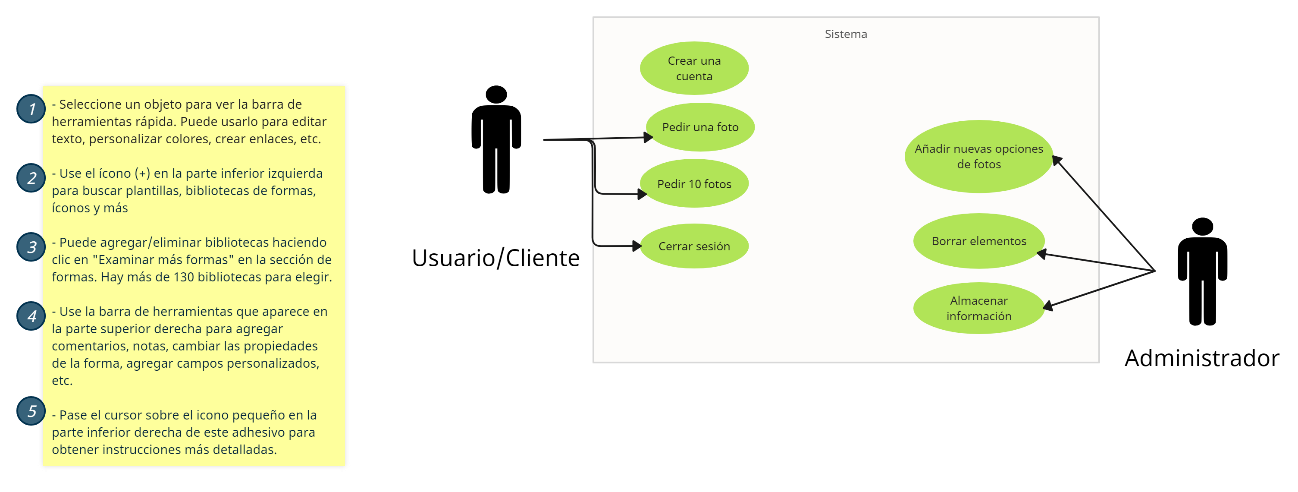 1
- Seleccione un objeto para ver la barra de
herramientas rápida. Puede usarlo para editar
texto, personalizar colores, crear enlaces, etc.
2
- Use el ícono (+) en la parte inferior izquierda
para buscar plantillas, bibliotecas de formas,
íconos y más
3
- Puede agregar/eliminar bibliotecas haciendo
clic en "Examinar más formas" en la sección de
formas. Hay más de 130 bibliotecas para elegir.
4
- Use la barra de herramientas que aparece en
la parte superior derecha para agregar
comentarios, notas, cambiar las propiedades
de la forma, agregar campos personalizados,
etc.
5
- Pase el cursor sobre el icono pequeño en la
parte inferior derecha de este adhesivo para
obtener instrucciones más detalladas.
Usuario/Cliente
Sistema
Crear una
cuenta
Pedir una foto
Pedir 10 fotos
Cerrar sesión
Añadir nuevas opciones
de fotos
Borrar elementos
Almacenar
información
Administrador